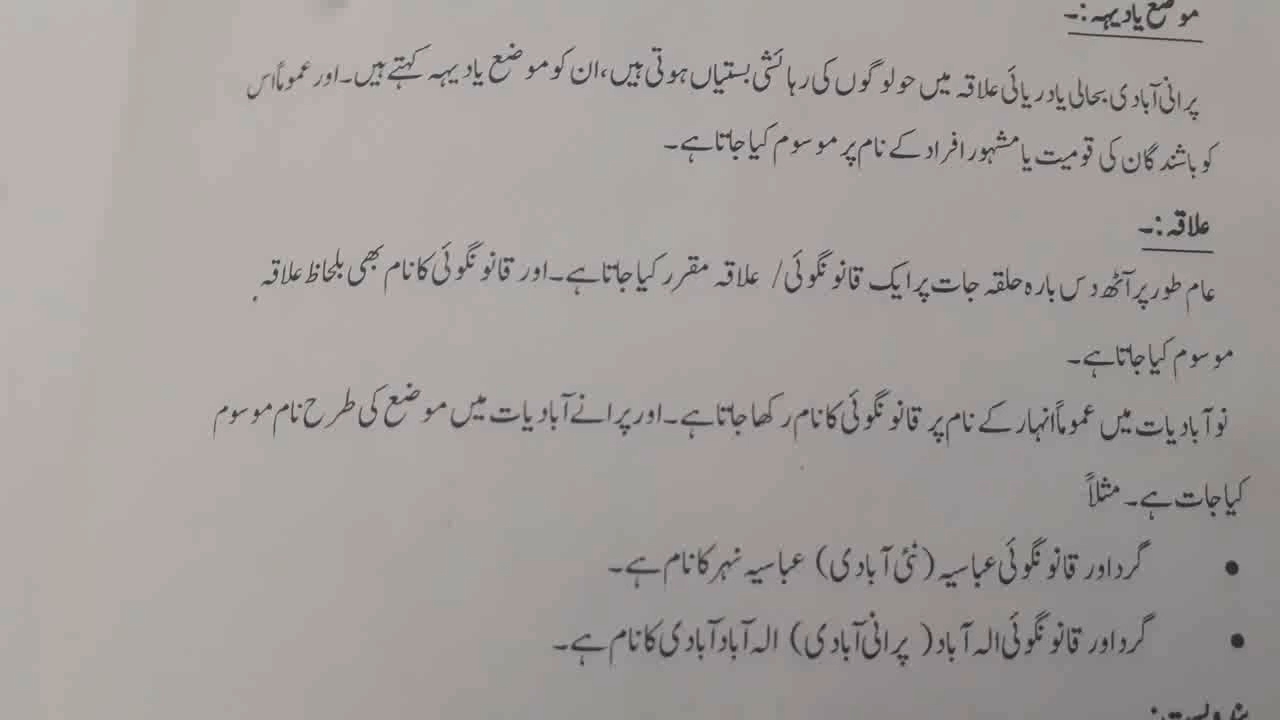 موضع یا دیہہ:۔
پرانی آبادی بحالی یا دریائی علاقہ میں حولوگوں کی رہائشی بستیاں ہوتی ہیں، ان کو موضع یا دیہہ کہتے ہیں۔ اور عموماً اس
کو باشندگان کی قومیت یا مشہور افراد کے نام پر موسوم کیا جاتا ہے۔
علاقہ:۔
عام طور پر آٹھ دس بارہ حلقہ جات پر ایک قانونگوئی/ علاقہ مقرر کیا جاتا ہے۔ اور قانونگوئی کا نام بھی بلحاظ علاقہ
موسوم کیا جاتا ہے۔
نو آبادیات میں عموماً انہار کے نام پر قانونگوئی کا نام رکھا جاتا ہے۔ اور پرانے آبادیات میں موضع کی طرح نام موسوم
کیا جات ہے۔ مثلاً
• گرداور قانونگوئی عباسیہ (نئی آبادی) عباسیہ نہر کا نام ہے۔
• گرداور قانونگوئی الہ آباد ( پرانی آبادی) الہ آباد آبادی کا نام ہے۔
بندوبست: